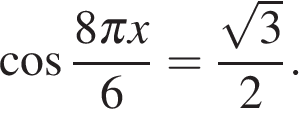 cos 8πx/6 = √3/2.